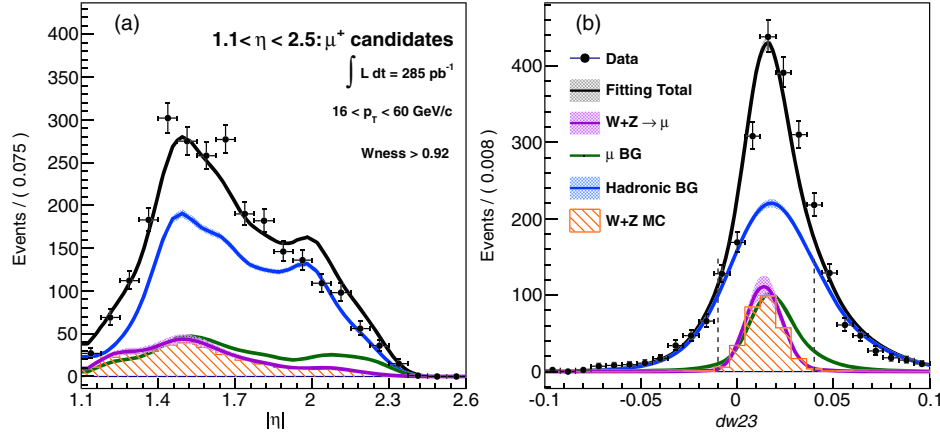 (a)
1.1< η < 2.5: μ⁺ candidates
∫ L dt = 285 pb⁻¹
16 < p_T < 60 GeV/c
Wness > 0.92
Events / ( 0.075)
400
350
300
250
200
150
100
50
0
1.1
1.4
1.7
2
2.3
2.6
|η|
(b)
Data
Fitting Total
W+Z → μ
μ BG
Hadronic BG
W+Z MC
Events / ( 0.008)
400
300
200
100
0
-0.1
-0.05
0
0.05
0.1
dw23